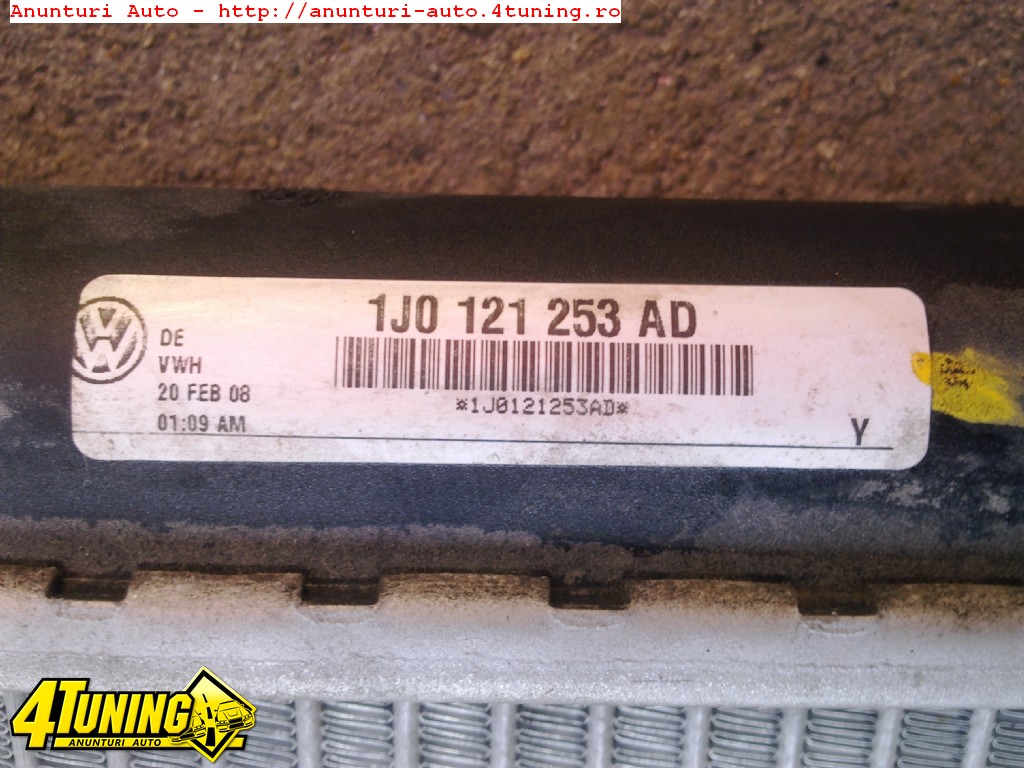 Anunturi Auto - http://anunturi-auto.4tuning.ro
1J0 121 253 AD
DE
VWH
20 FEB 08
01:09 AM
*1J0121253AD*
Y
4TUNING
ANUNTURI AUTO